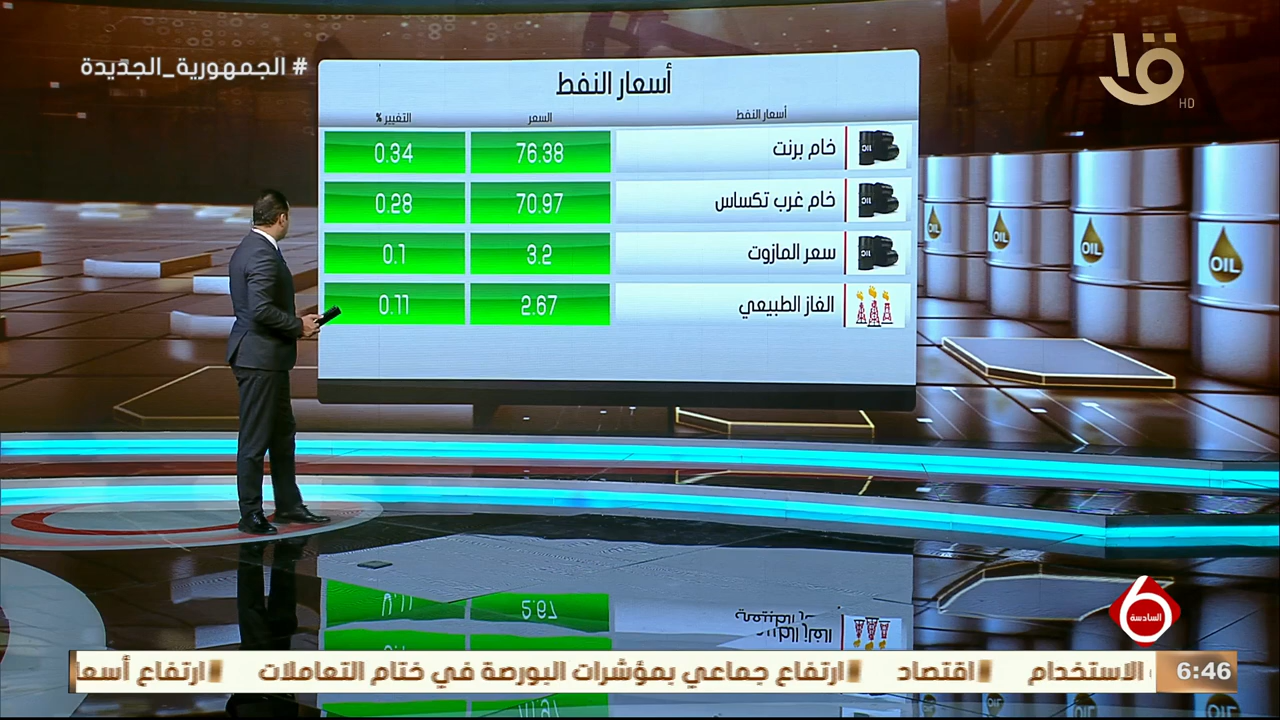 # الجمهورية_الجديدة
HD
أسعار النفط
أسعار النفط السعر التغيير %
خام برنت 76.38 0.34
خام غرب تكساس 70.97 0.28
سعر المازوت 3.2 0.1
الغاز الطبيعي 2.67 0.11
OIL
OIL
OIL
OIL
السادسة
6:46 الاستخدام # اقتصاد # ارتفاع جماعي بمؤشرات البورصة في ختام التعاملات # ارتفاع أسعا